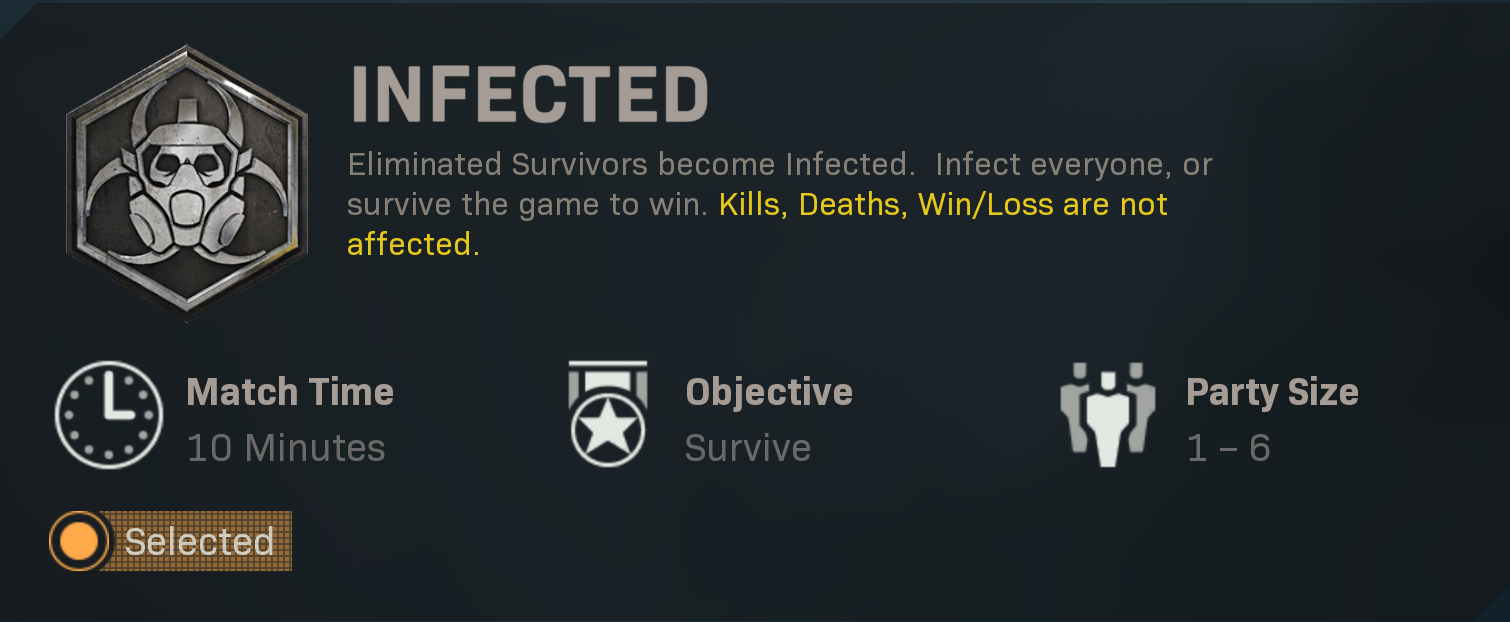 INFECTED
Eliminated Survivors become Infected.  Infect everyone, or
survive the game to win. Kills, Deaths, Win/Loss are not
affected.
Match Time
10 Minutes
Objective
Survive
Party Size
1 – 6
Selected